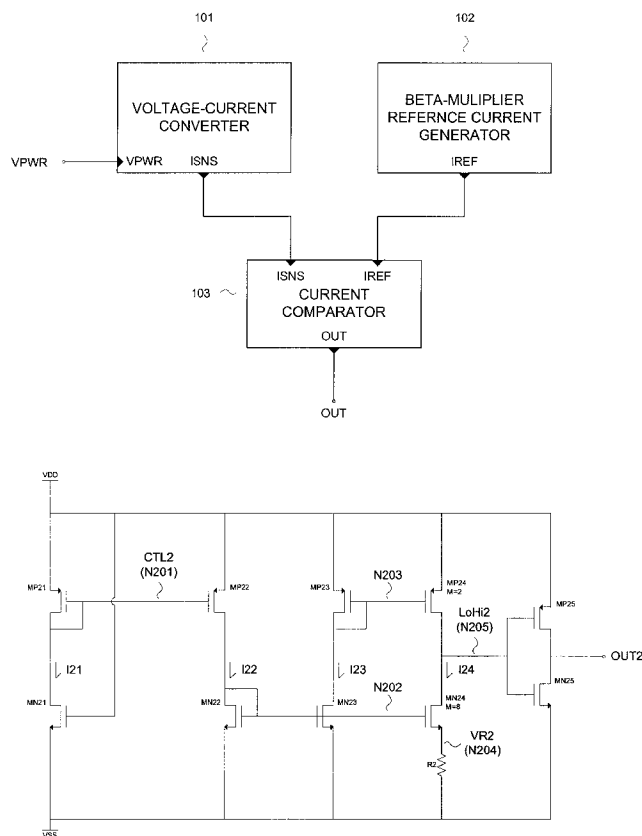 101
102
VOLTAGE-CURRENT
CONVERTER
VPWR
VPWR
ISNS
BETA-MULIPLIER
REFERNCE CURRENT
GENERATOR
IREF
103
ISNS
IREF
CURRENT
COMPARATOR
OUT
OUT
VDD
CTL2
(N201)
MP21
MP22
MP23
N203
MP24
M=2
LoHi2
(N205)
MP25
OUT2
I21
I22
I23
I24
MN21
MN22
MN23
N202
MN24
M=8
MN25
VR2
(N204)
R2
VSS